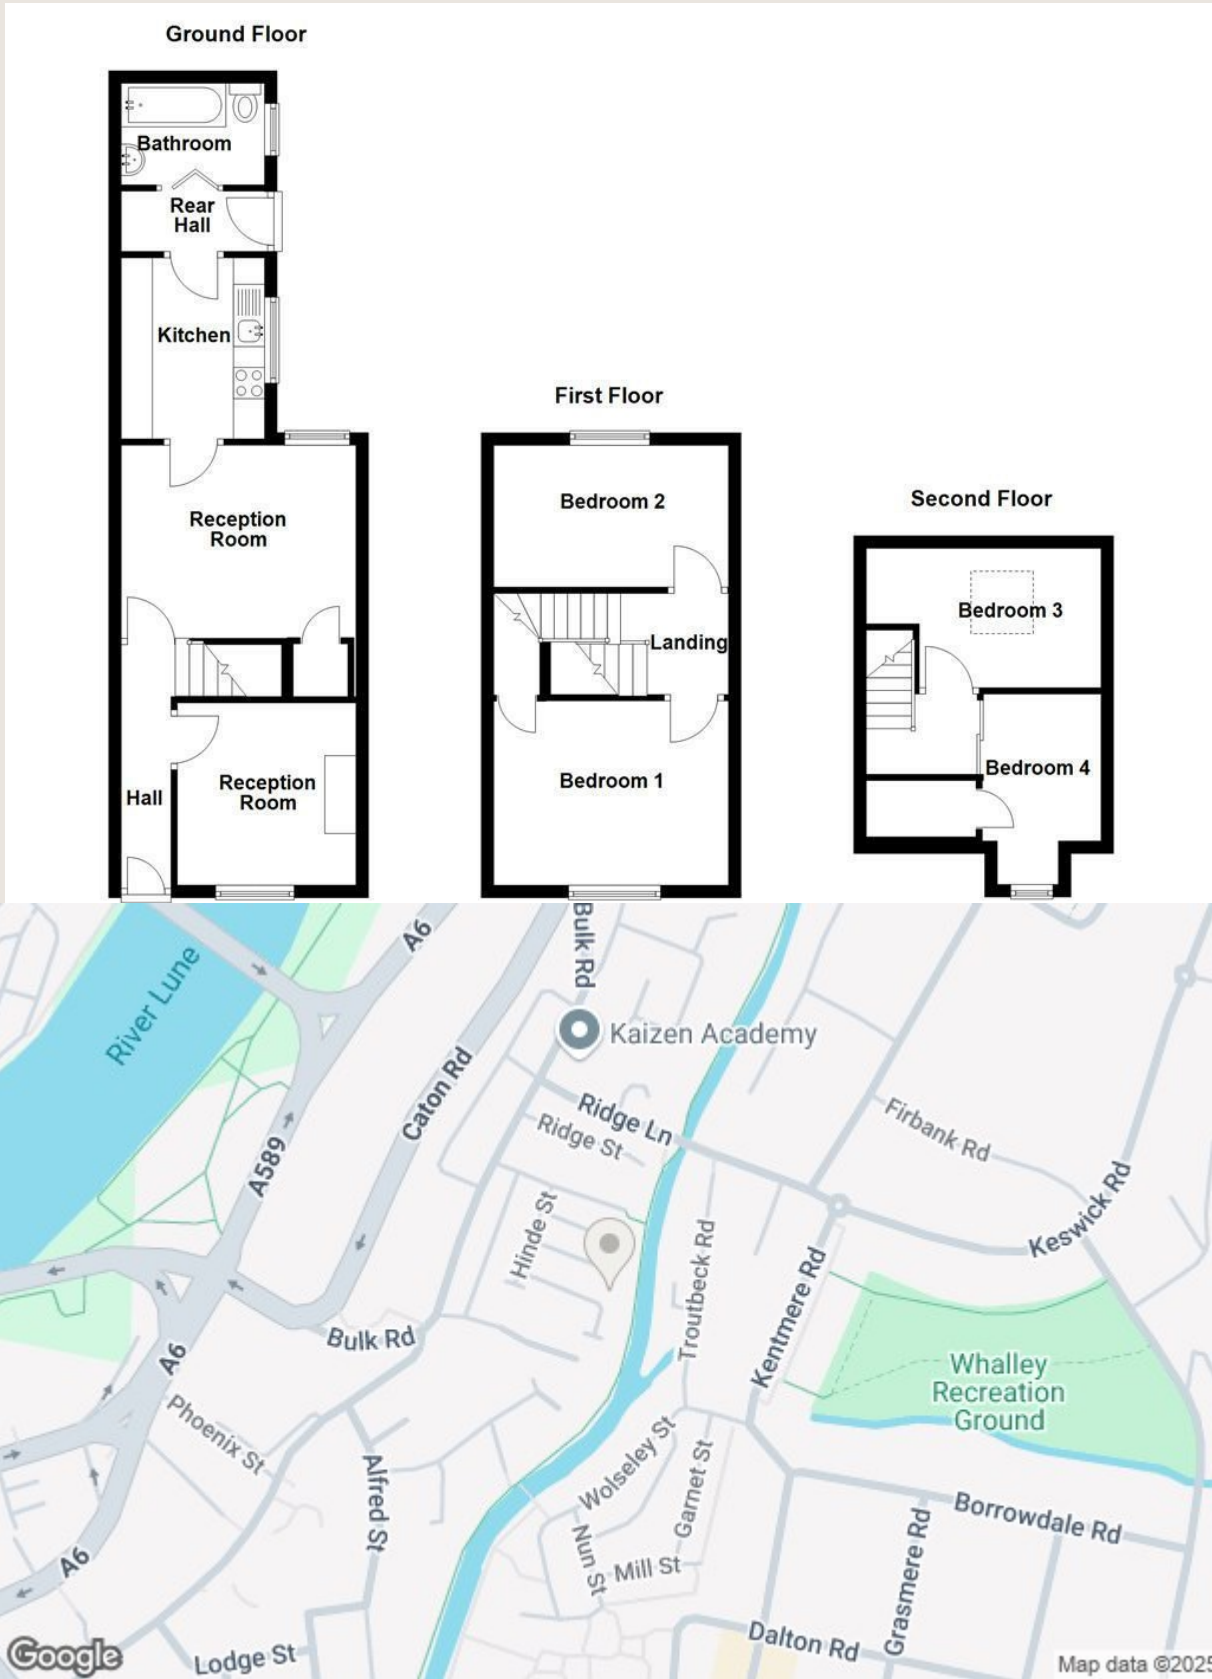 Ground Floor
Bathroom
Rear
Hall
Kitchen
Reception
Room
Hall
Reception
Room
First Floor
Bedroom 2
Landing
Bedroom 1
Second Floor
Bedroom 3
Bedroom 4
River Lune
A6
Bulk Rd
Kaizen Academy
Caton Rd
Ridge Ln
Ridge St
Firbank Rd
A589
Keswick Rd
Hinde St
Troutbeck Rd
Kentmere Rd
Bulk Rd
A6
Whalley
Recreation
Ground
Phoenix St
Alfred St
Wolseley St
Garnet St
Borrowdale Rd
Nun St
Mill St
Grasmere Rd
A6
Dalton Rd
Lodge St
Google
Map data ©2025